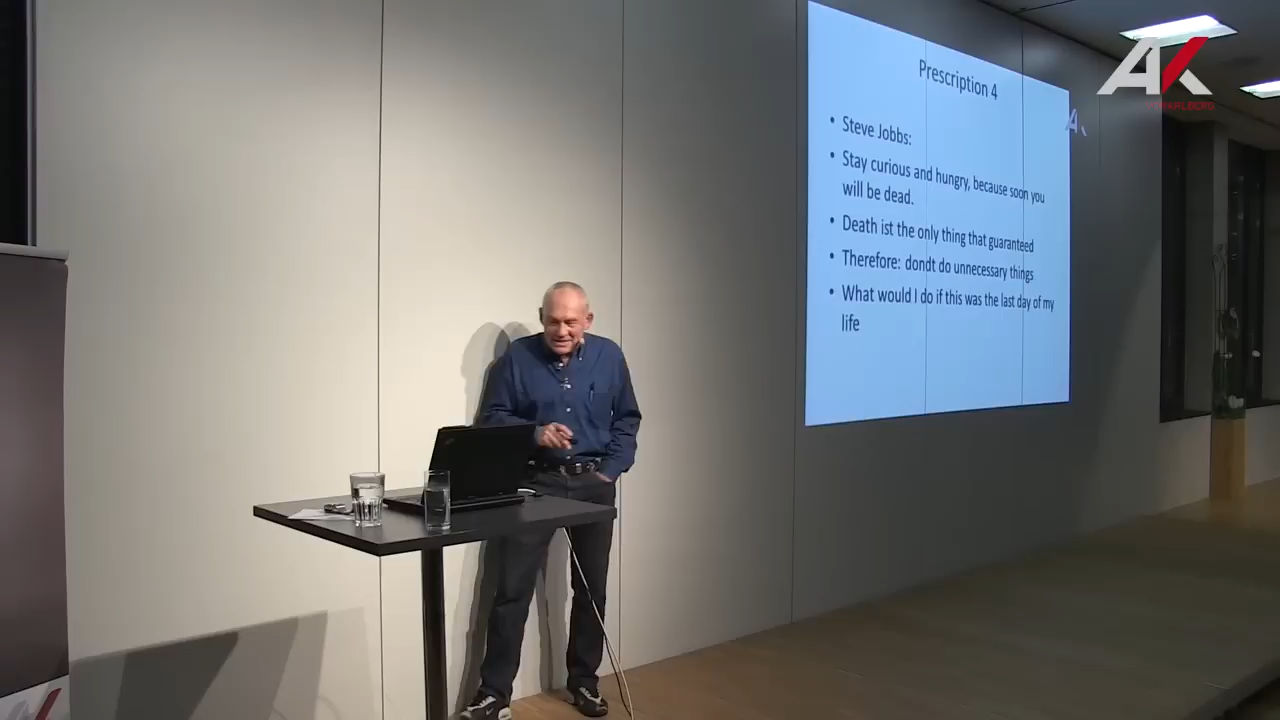 AK
VORARLBERG
Prescription 4
• Steve Jobbs:
• Stay curious and hungry, because soon you
will be dead.
• Death ist the only thing that guaranteed
• Therefore: dondt do unnecessary things
• What would I do if this was the last day of my
life